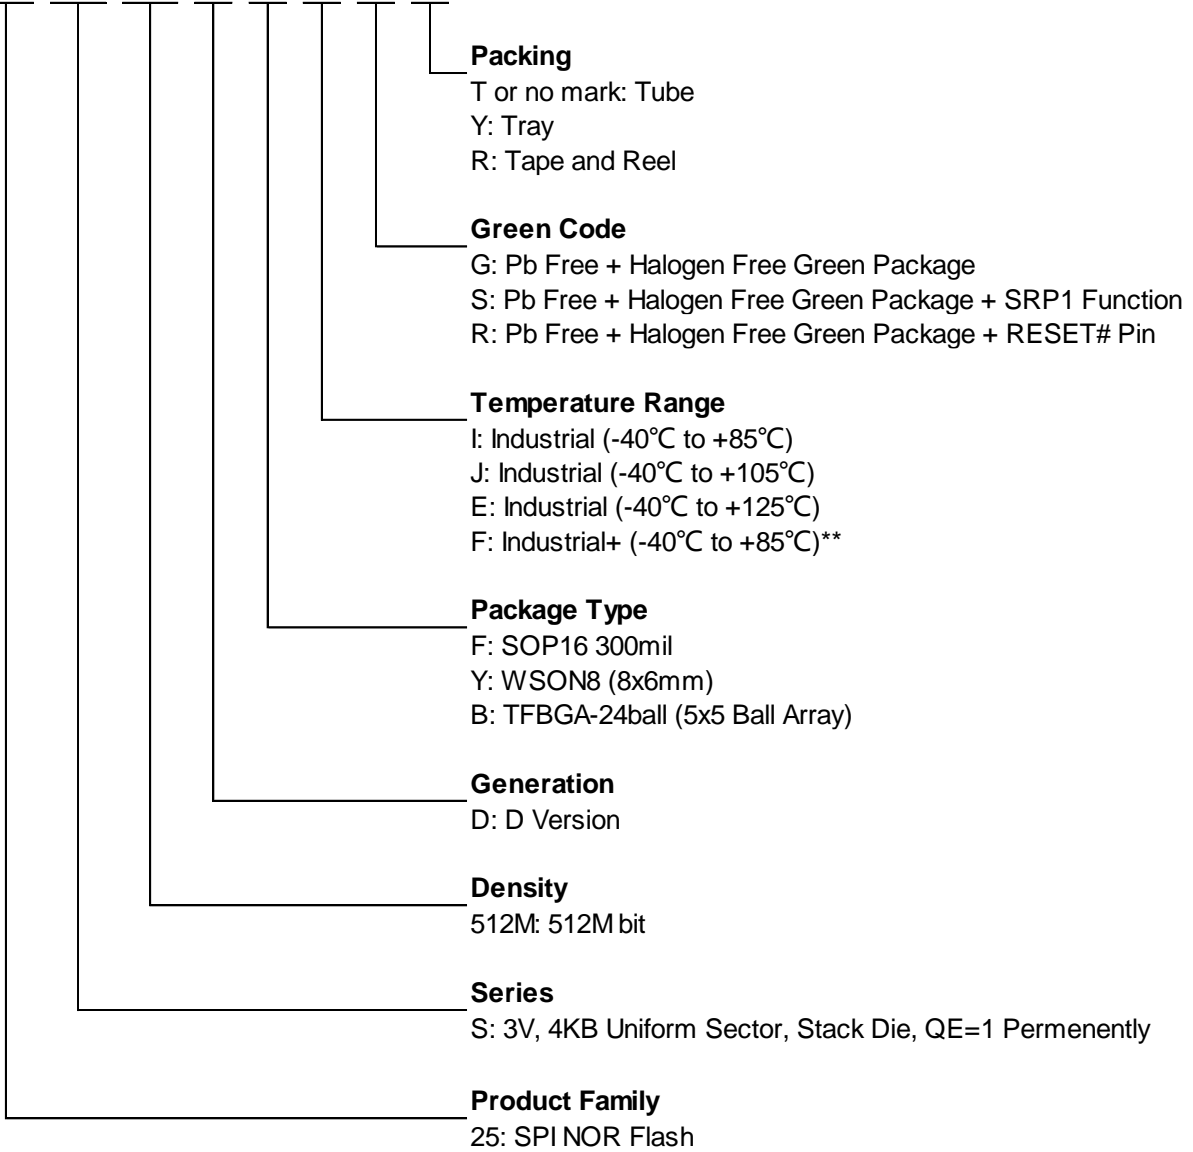 Packing
T or no mark: Tube
Y: Tray
R: Tape and Reel
Green Code
G: Pb Free + Halogen Free Green Package
S: Pb Free + Halogen Free Green Package + SRP1 Function
R: Pb Free + Halogen Free Green Package + RESET# Pin
Temperature Range
I: Industrial (-40℃ to +85℃)
J: Industrial (-40℃ to +105℃)
E: Industrial (-40℃ to +125℃)
F: Industrial+ (-40℃ to +85℃)**
Package Type
F: SOP16 300mil
Y: WSON8 (8x6mm)
B: TFBGA-24ball (5x5 Ball Array)
Generation
D: D Version
Density
512M: 512M bit
Series
S: 3V, 4KB Uniform Sector, Stack Die, QE=1 Permenently
Product Family
25: SPI NOR Flash